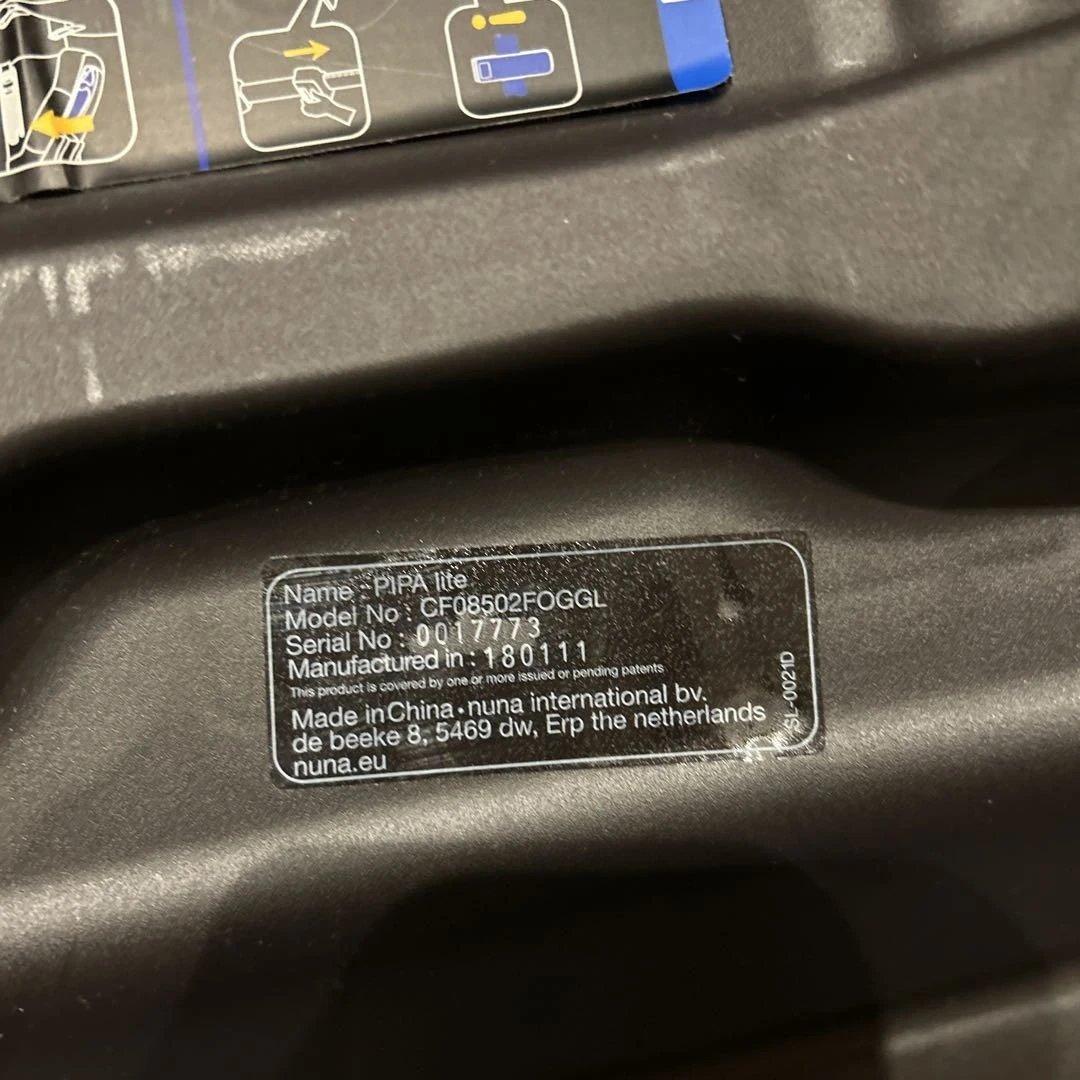 Name : PIPA lite
Model No : CF08502FOGGL
Serial No : 0017773
Manufactured in : 180111
This product is covered by one or more issued or pending patents
Made in China • nuna international bv.
de beeke 8, 5469 dw, Erp the netherlands
nuna.eu
SL-0021D